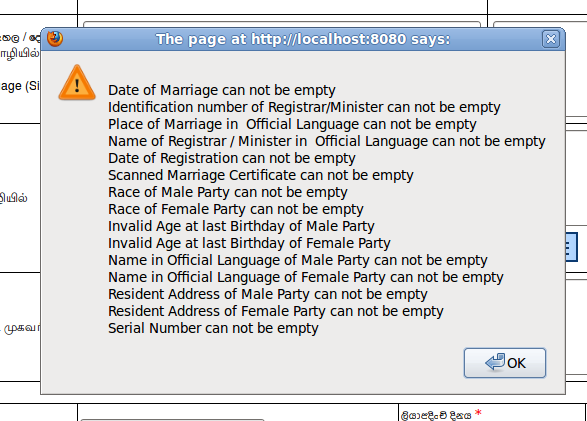 The page at http://localhost:8080 says:
Date of Marriage can not be empty
Identification number of Registrar/Minister can not be empty
Place of Marriage in  Official Language can not be empty
Name of Registrar / Minister in  Official Language can not be empty
Date of Registration can not be empty
Scanned Marriage Certificate can not be empty
Race of Male Party can not be empty
Race of Female Party can not be empty
Invalid Age at last Birthday of Male Party
Invalid Age at last Birthday of Female Party
Name in Official Language of Male Party can not be empty
Name in Official Language of Female Party can not be empty
Resident Address of Male Party can not be empty
Resident Address of Female Party can not be empty
Serial Number can not be empty
OK
age (Si
ழியில்
ලියාපදිංචි දිනය *